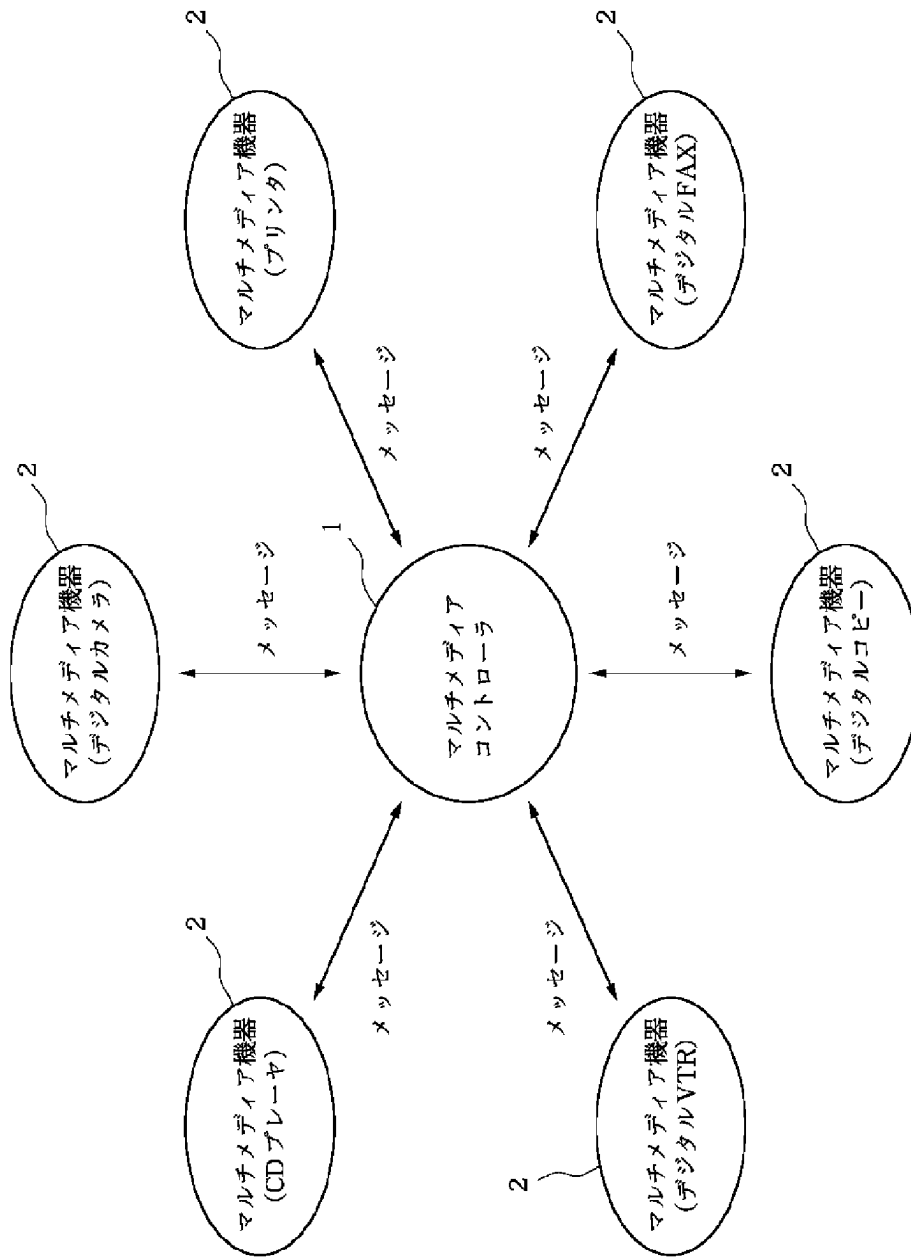 2
マルチメディア機器
(デジタルカメラ)
メッセージ
2
マルチメディア機器
(CDプレーヤ)
メッセージ
2
マルチメディア機器
(プリンタ)
メッセージ
1
マルチメディア
コントローラ
メッセージ
2
マルチメディア機器
(デジタルVTR)
メッセージ
2
マルチメディア機器
(デジタルFAX)
メッセージ
2
マルチメディア機器
(デジタルコピー)